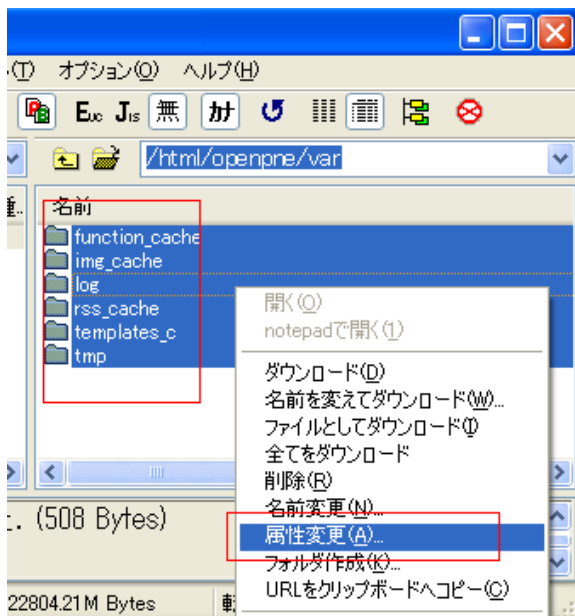 (T) オプション(O) ヘルプ(H)
Euc Jis 無 カナ
/html/openpne/var
名前
function_cache
img_cache
log
rss_cache
templates_c
tmp
開く(O)
notepadで開く(1)
ダウンロード(D)
名前を変えてダウンロード(W)...
ファイルとしてダウンロード(I)
全てをダウンロード
削除(R)
名前変更(N)...
属性変更(A)...
フォルダ作成(K)...
URLをクリップボードへコピー(C)
. (508 Bytes)
22804.21M Bytes